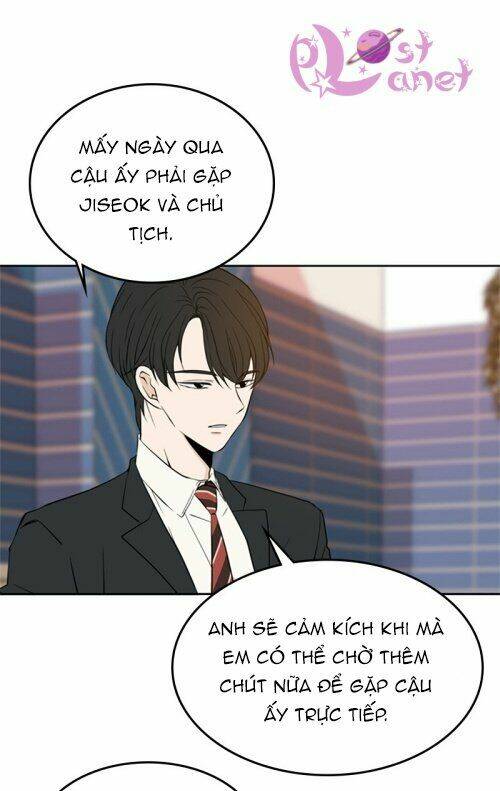 Lost
Planet
MẤY NGÀY QUA
CẬU ẤY PHẢI GẶP
JISEOK VÀ CHỦ
TỊCH.
ANH SẼ CẢM KÍCH KHI MÀ
EM CÓ THỂ CHỜ THÊM
CHÚT NỮA ĐỂ GẶP CẬU
ẤY TRỰC TIẾP.